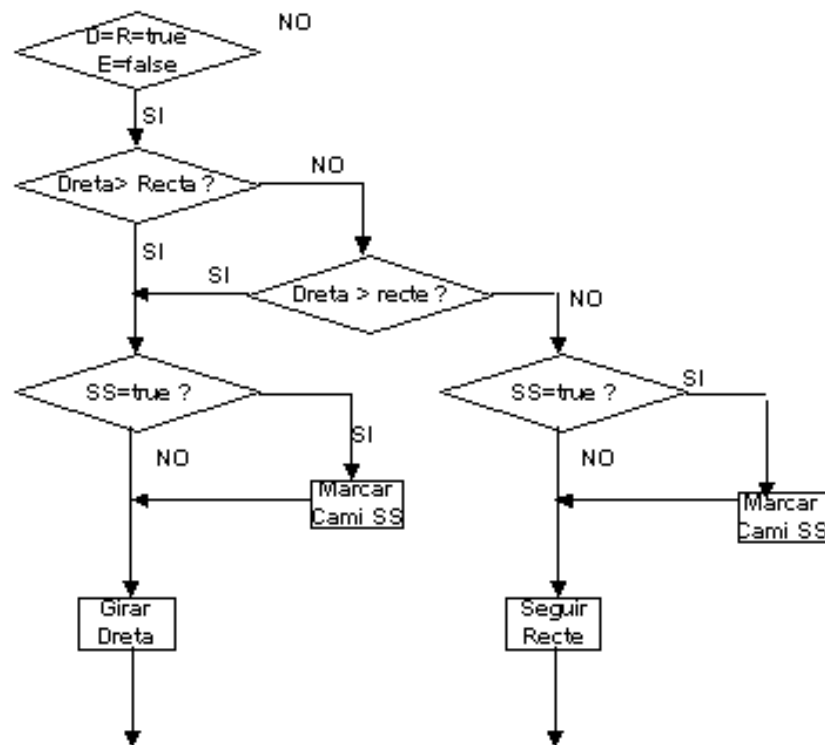 D=R=true
E=false
NO
SI
Dreta> Recta ?
NO
SI
SI
Dreta > recte ?
NO
SS=true ?
SI
NO
Marcar
Cami SS
SS=true ?
SI
NO
Marcar
Cami SS
Girar
Dreta
Seguir
Recte